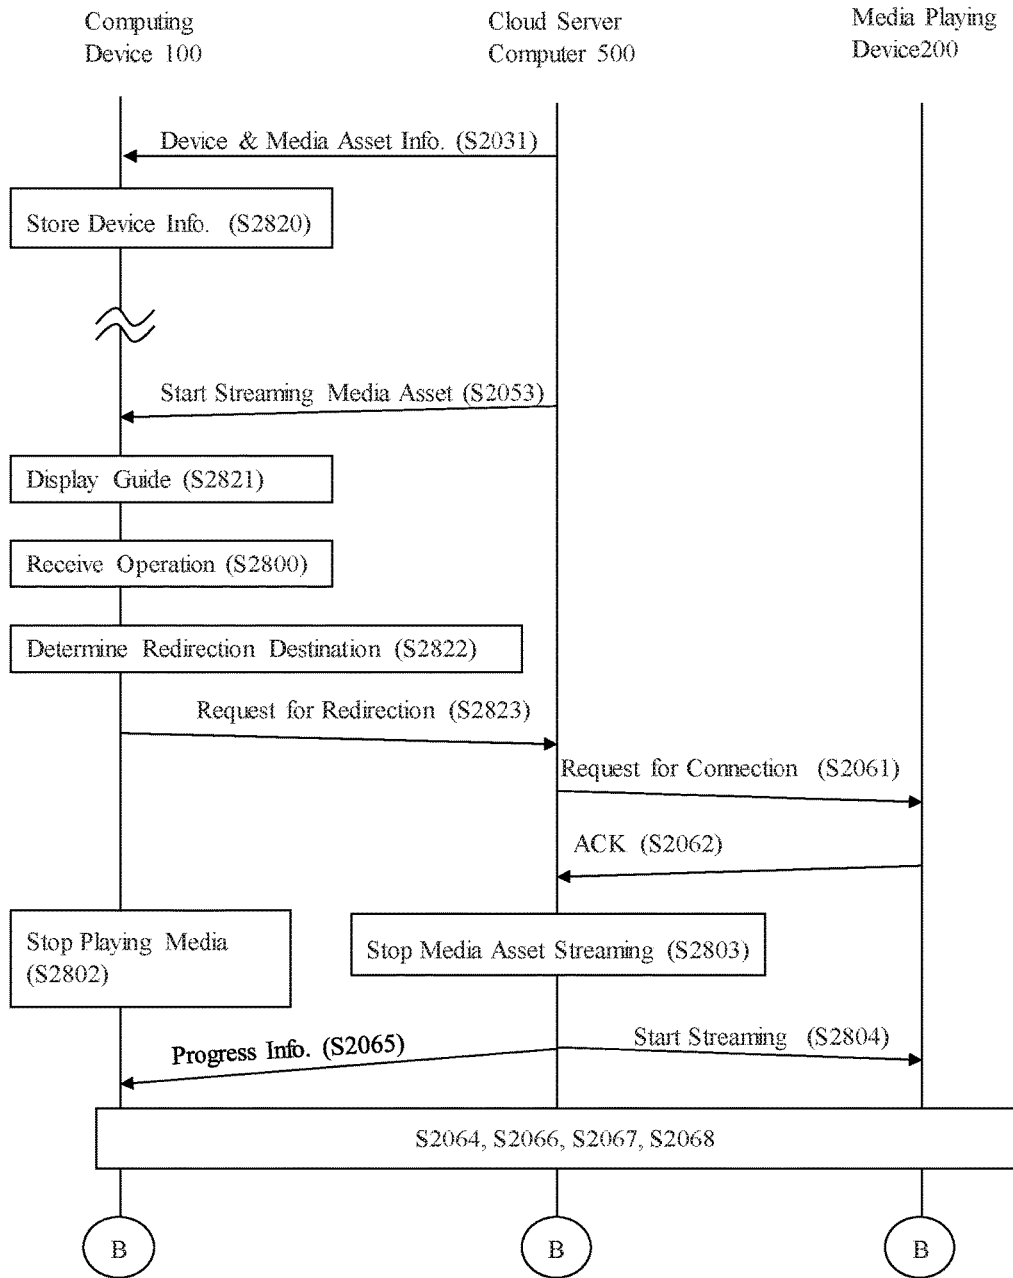 Computing
Device 100
Cloud Server
Computer 500
Media Playing
Device200
Device & Media Asset Info. (S2031)
Store Device Info. (S2820)
Start Streaming Media Asset (S2053)
Display Guide (S2821)
Receive Operation (S2800)
Determine Redirection Destination (S2822)
Request for Redirection (S2823)
Request for Connection (S2061)
ACK (S2062)
Stop Playing Media
(S2802)
Stop Media Asset Streaming (S2803)
Progress Info. (S2065)
Start Streaming (S2804)
S2064, S2066, S2067, S2068
B
B
B